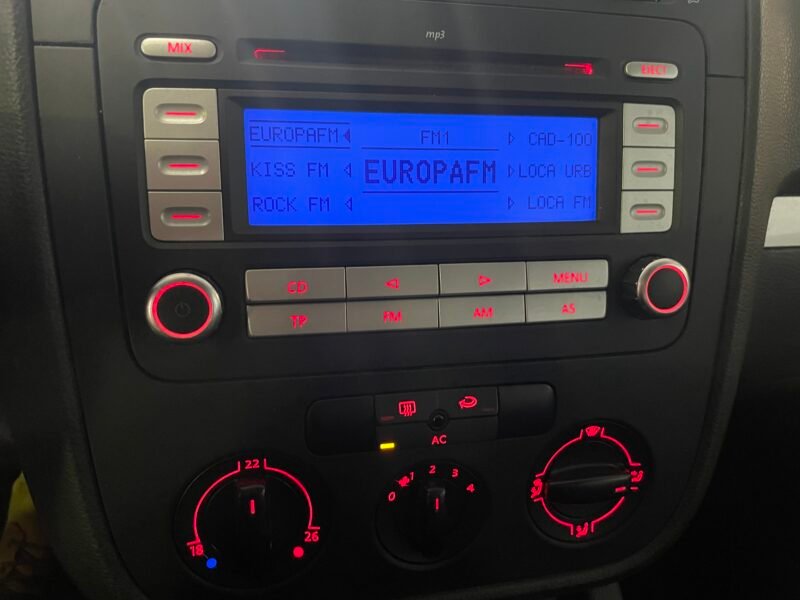 mp3
MIX
EJECT
EUROPAFM FM1 CAD-100
KISS FM EUROPAFM LOCA URB
ROCK FM LOCA FM
CD MENU
TP FM AM AS
AC
22
18 26
0 1 2 3 4